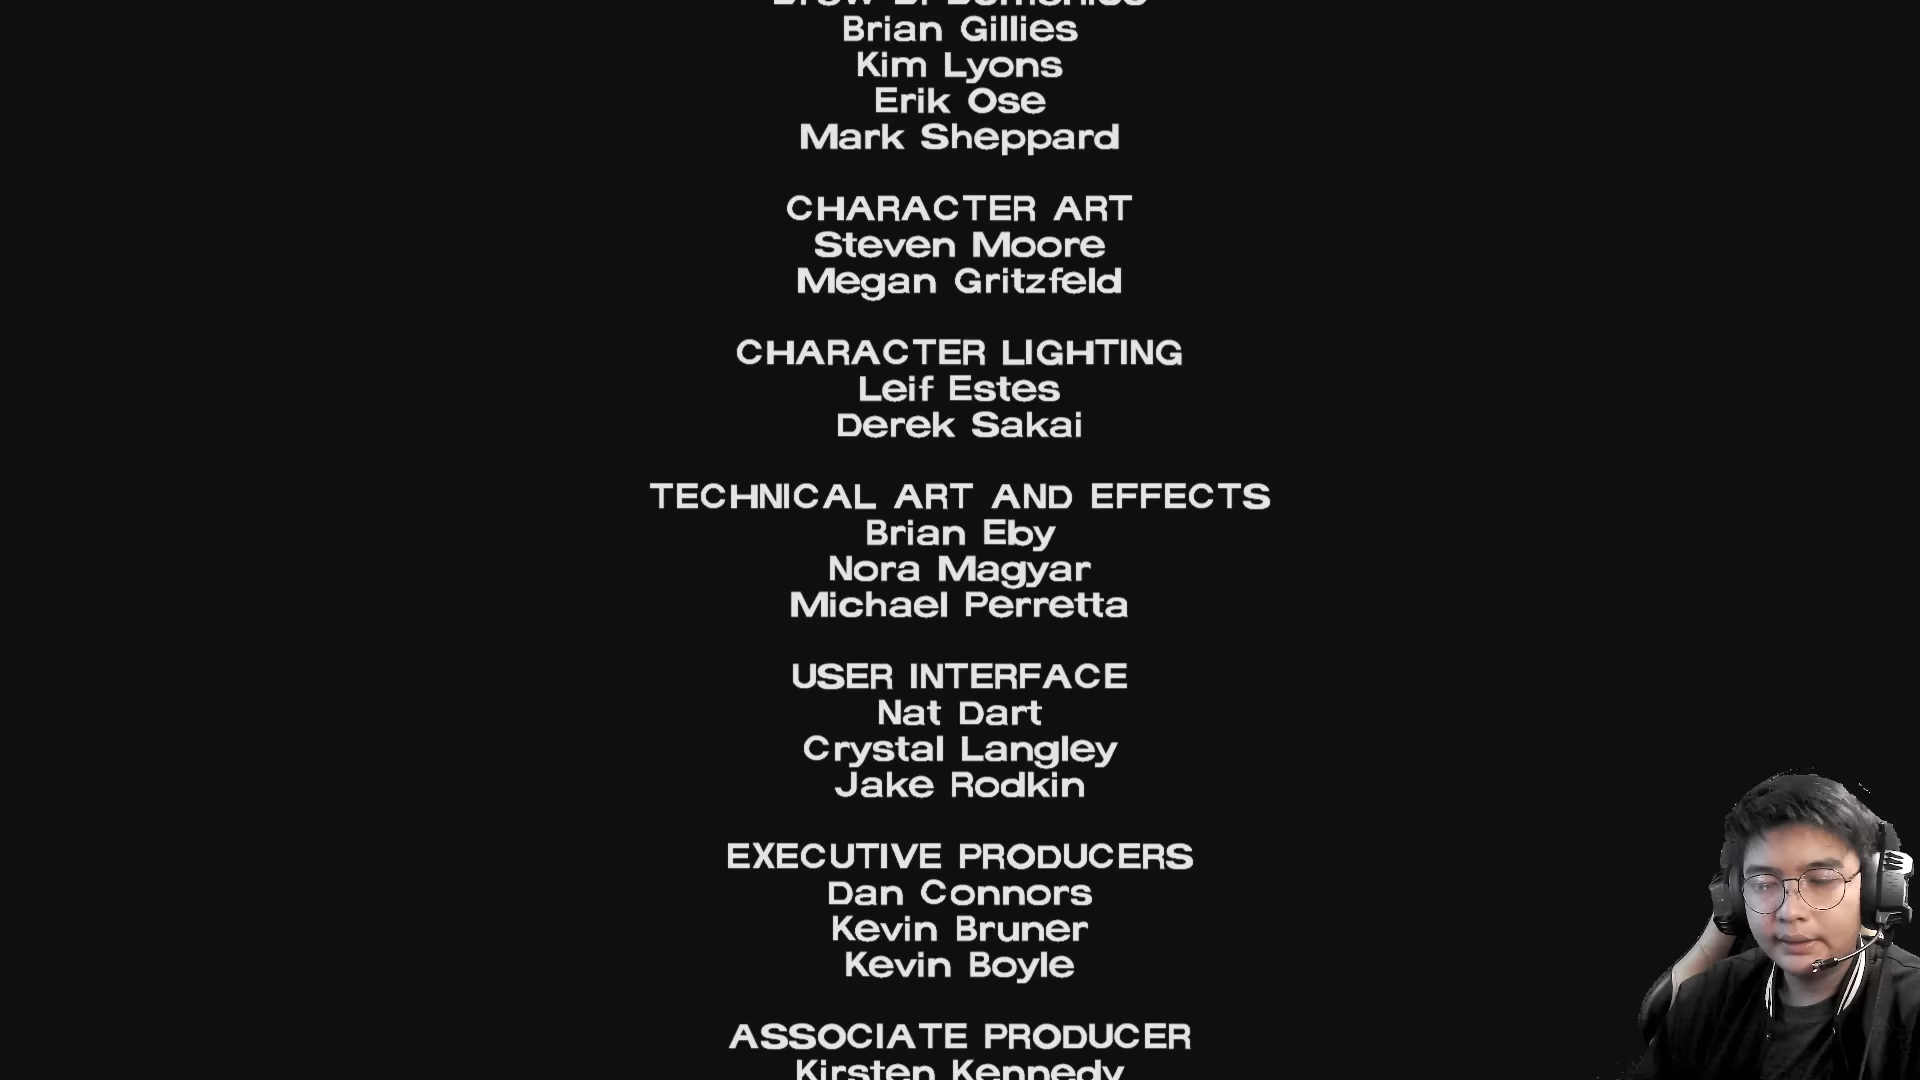 Brian Gillies
Kim Lyons
Erik Ose
Mark Sheppard
CHARACTER ART
Steven Moore
Megan Gritzfeld
CHARACTER LIGHTING
Leif Estes
Derek Sakai
TECHNICAL ART AND EFFECTS
Brian Eby
Nora Magyar
Michael Perretta
USER INTERFACE
Nat Dart
Crystal Langley
Jake Rodkin
EXECUTIVE PRODUCERS
Dan Connors
Kevin Bruner
Kevin Boyle
ASSOCIATE PRODUCER
Kirsten Kennedy